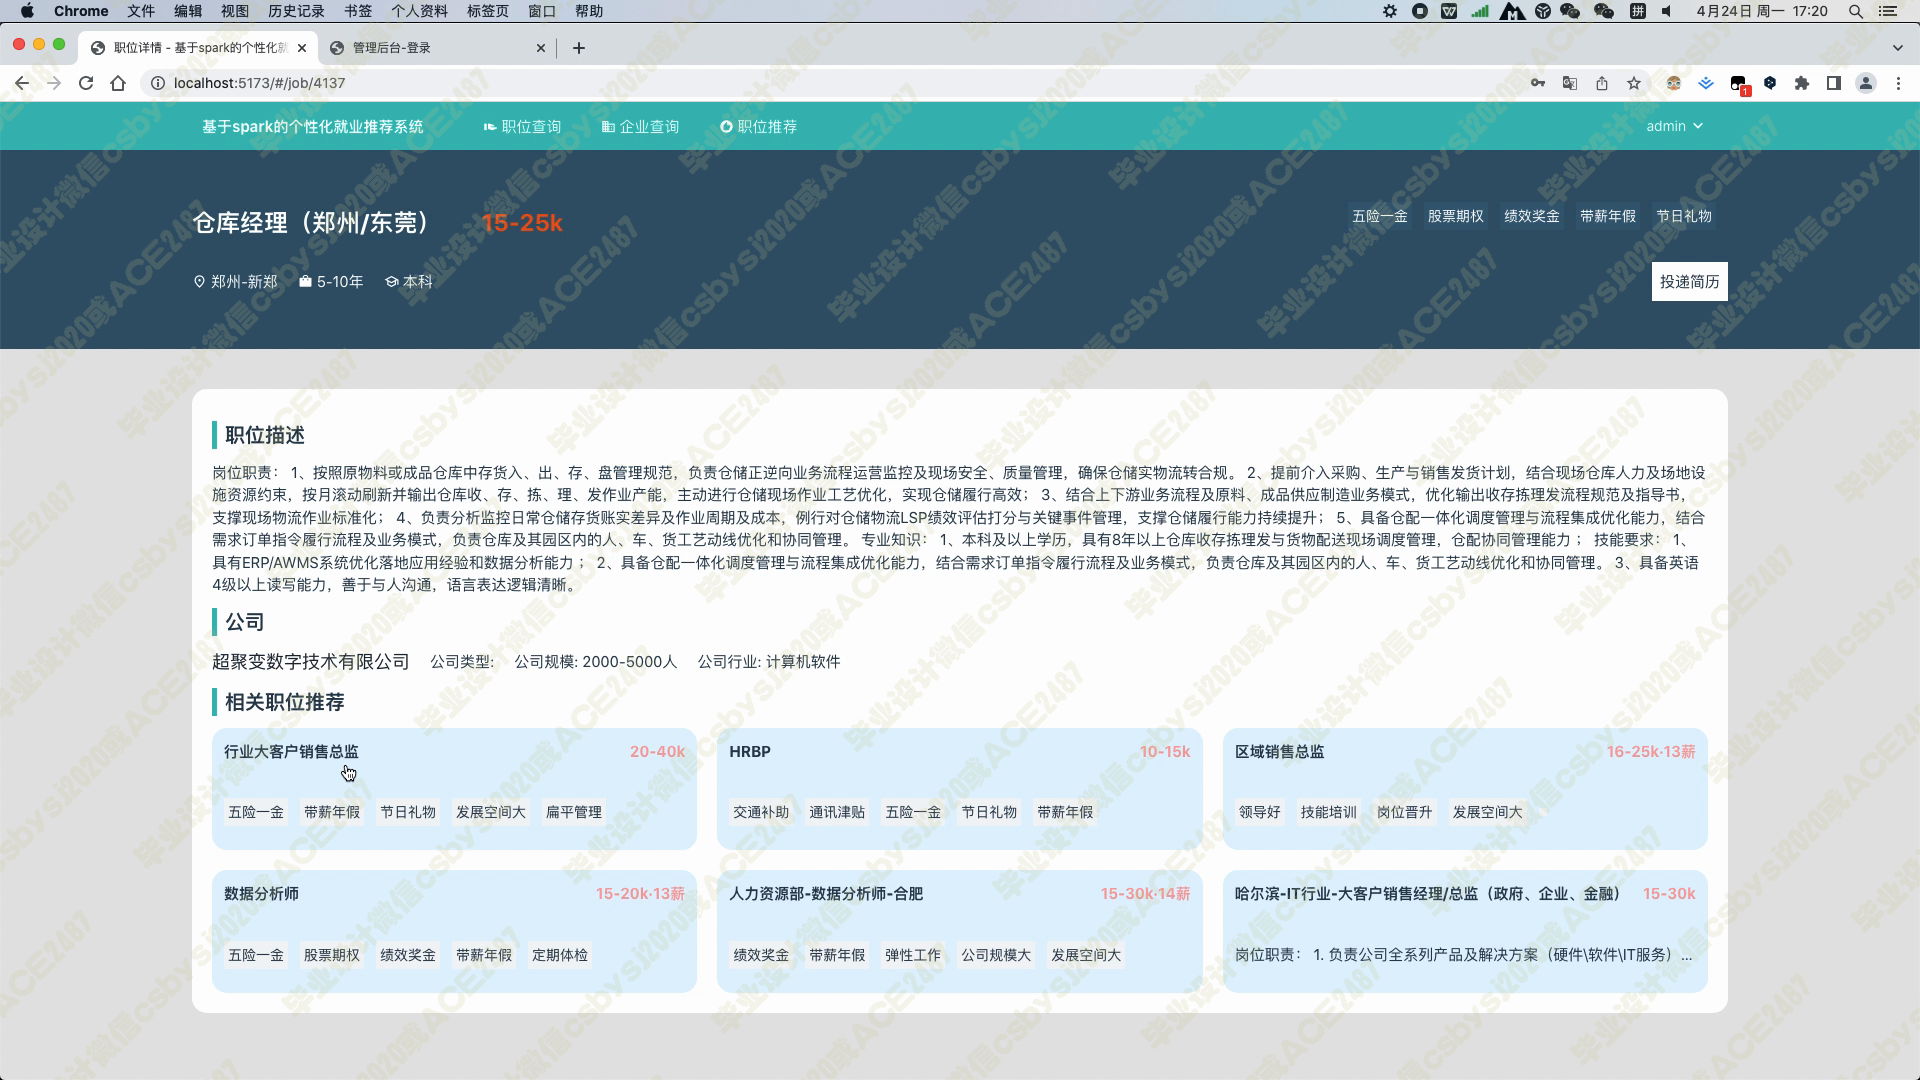 Chrome 文件 编辑 视图 历史记录 书签 个人资料 标签页 窗口 帮助 4月24日 周一 17:20
职位详情 - 基于spark的个性化就 管理后台-登录
localhost:5173/#/job/4137
基于spark的个性化就业推荐系统 职位查询 企业查询 职位推荐 admin
仓库经理（郑州/东莞） 15-25k 五险一金 股票期权 绩效奖金 带薪年假 节日礼物
郑州-新郑 5-10年 本科 投递简历
职位描述
岗位职责： 1、按照原物料或成品仓库中存货入、出、存、盘管理规范，负责仓储正逆向业务流程运营监控及现场安全、质量管理，确保仓储实物流转合规。 2、提前介入采购、生产与销售发货计划，结合现场仓库人力及场地设
施资源约束，按月滚动刷新并输出仓库收、存、拣、理、发作业产能，主动进行仓储现场作业工艺优化，实现仓储履行高效； 3、结合上下游业务流程及原料、成品供应制造业务模式，优化输出收存拣理发流程规范及指导书，
支撑现场物流作业标准化； 4、负责分析监控日常仓储存货账实差异及作业周期及成本，例行对仓储物流LSP绩效评估打分与关键事件管理，支撑仓储履行能力持续提升； 5、具备仓配一体化调度管理与流程集成优化能力，结合
需求订单指令履行流程及业务模式，负责仓库及其园区内的人、车、货工艺动线优化和协同管理。 专业知识： 1、本科及以上学历，具有8年以上仓库收存拣理发与货物配送现场调度管理，仓配协同管理能力； 技能要求： 1、
具有ERP/AWMS系统优化落地应用经验和数据分析能力； 2、具备仓配一体化调度管理与流程集成优化能力，结合需求订单指令履行流程及业务模式，负责仓库及其园区内的人、车、货工艺动线优化和协同管理。 3、具备英语
4级以上读写能力，善于与人沟通，语言表达逻辑清晰。
公司
超聚变数字技术有限公司 公司类型: 公司规模: 2000-5000人 公司行业: 计算机软件
相关职位推荐
行业大客户销售总监 20-40k
五险一金 带薪年假 节日礼物 发展空间大 扁平管理
HRBP 10-15k
交通补助 通讯津贴 五险一金 节日礼物 带薪年假
区域销售总监 16-25k·13薪
领导好 技能培训 岗位晋升 发展空间大
数据分析师 15-20k·13薪
五险一金 股票期权 绩效奖金 带薪年假 定期体检
人力资源部-数据分析师-合肥 15-30k·14薪
绩效奖金 带薪年假 弹性工作 公司规模大 发展空间大
哈尔滨-IT行业-大客户销售经理/总监（政府、企业、金融） 15-30k
岗位职责： 1. 负责公司全系列产品及解决方案（硬件\软件\IT服务）...
毕业设计微信csbysj2020或ACE2487